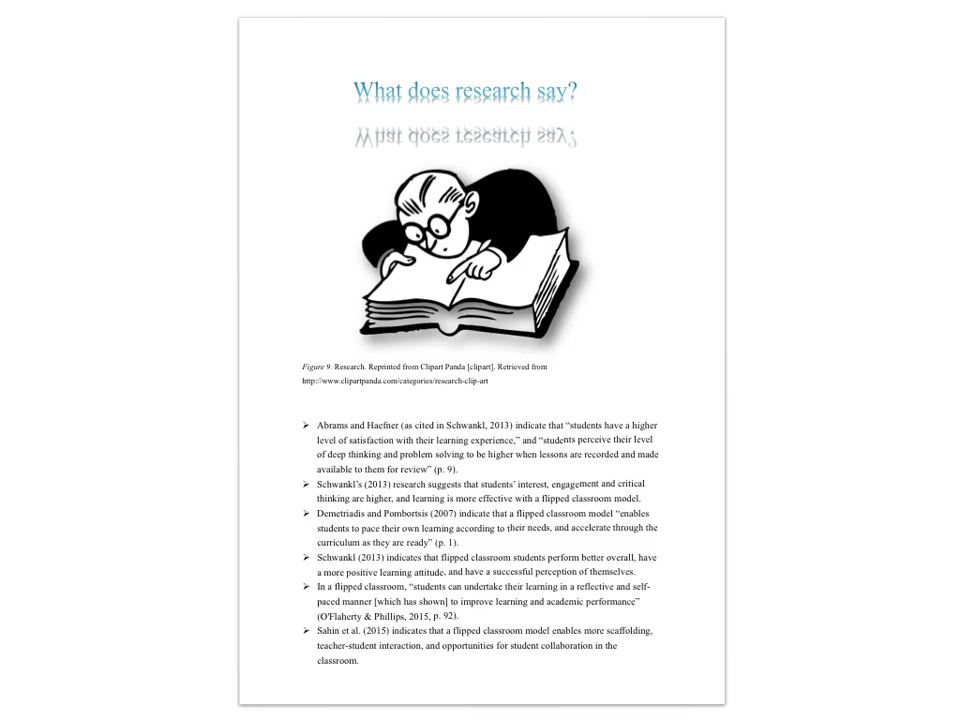 What does research say?
Figure 9. Research. Reprinted from Clipart Panda [clipart]. Retrieved from
http://www.clipartpanda.com/categories/research-clip-art
➢ Abrams and Haefner (as cited in Schwankl, 2013) indicate that “students have a higher
level of satisfaction with their learning experience,” and “students perceive their level
of deep thinking and problem solving to be higher when lessons are recorded and made
available to them for review” (p. 9).
➢ Schwankl’s (2013) research suggests that students’ interest, engagement and critical
thinking are higher, and learning is more effective with a flipped classroom model.
➢ Demetriadis and Pombortsis (2007) indicate that a flipped classroom model “enables
students to pace their own learning according to their needs, and accelerate through the
curriculum as they are ready” (p. 1).
➢ Schwankl (2013) indicates that flipped classroom students perform better overall, have
a more positive learning attitude, and have a successful perception of themselves.
➢ In a flipped classroom, “students can undertake their learning in a reflective and self-
paced manner [which has shown] to improve learning and academic performance”
(O'Flaherty & Phillips, 2015, p. 92).
➢ Sahin et al. (2015) indicates that a flipped classroom model enables more scaffolding,
teacher-student interaction, and opportunities for student collaboration in the
classroom.